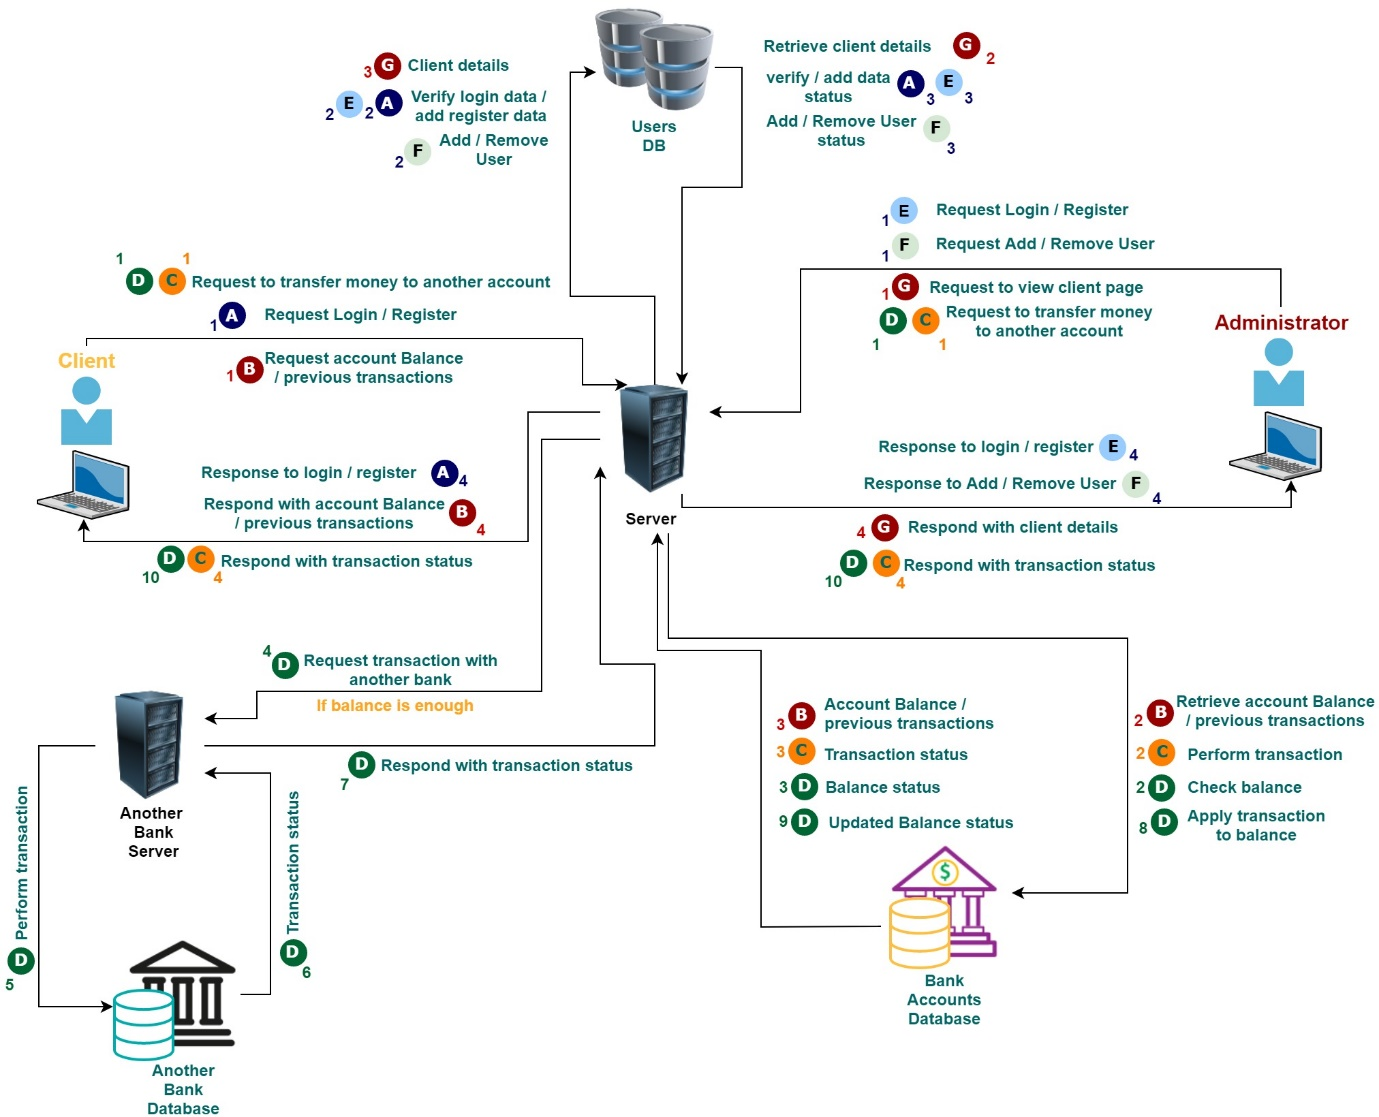 3 G Client details
2 E 2 A Verify login data /
add register data
2 F Add / Remove
User
Users
DB
Retrieve client details G 2
verify / add data
status A 3 E 3
Add / Remove User
status F 3
1 E Request Login / Register
1 F Request Add / Remove User
1 G Request to view client page
D 1 C 1 Request to transfer money
to another account
Administrator
1 D C 1 Request to transfer money to another account
1 A Request Login / Register
Client
1 B Request account Balance
/ previous transactions
Response to login / register A 4
Respond with account Balance
/ previous transactions B 4
10 D C 4 Respond with transaction status
Server
Response to login / register E 4
Response to Add / Remove User F 4
4 G Respond with client details
10 D C 4 Respond with transaction status
4 D Request transaction with
another bank
If balance is enough
7 D Respond with transaction status
Another
Bank
Server
Perform transaction
D 5
Transaction status
D 6
Another
Bank
Database
3 B Account Balance /
previous transactions
3 C Transaction status
3 D Balance status
9 D Updated Balance status
2 B Retrieve account Balance
/ previous transactions
2 C Perform transaction
2 D Check balance
8 D Apply transaction
to balance
$
Bank
Accounts
Database